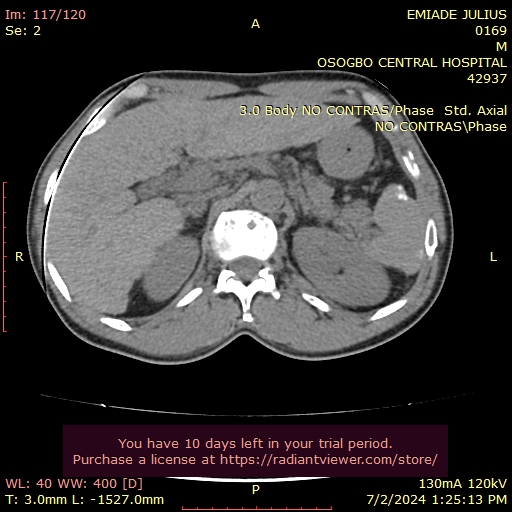 Im: 117/120
Se: 2
A
EMIADE JULIUS
0169
M
OSOGBO CENTRAL HOSPITAL
42937
3.0 Body NO CONTRAS/Phase Std. Axial
NO CONTRAS\Phase
R
L
You have 10 days left in your trial period.
Purchase a license at https://radiantviewer.com/store/
WL: 40 WW: 400 [D]
T: 3.0mm L: -1527.0mm
P
130mA 120kV
7/2/2024 1:25:13 PM